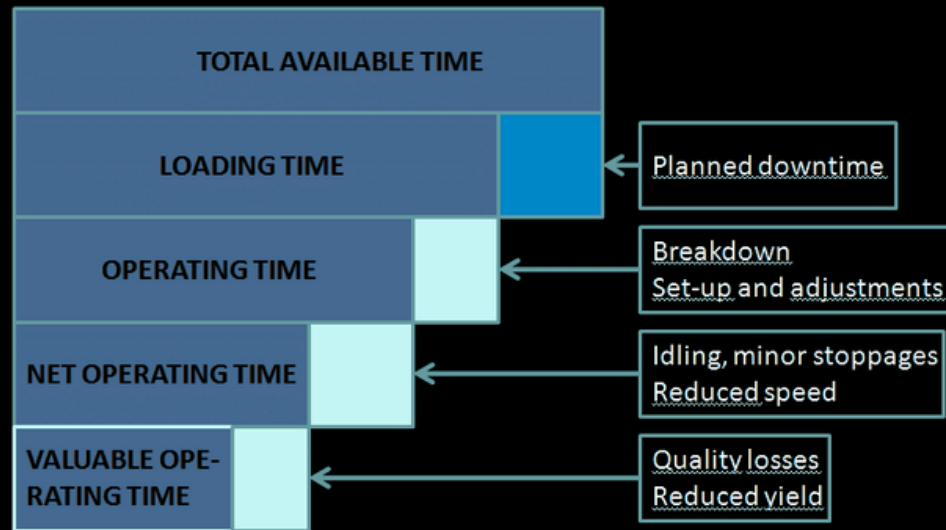 TOTAL AVAILABLE TIME
LOADING TIME
Planned downtime
OPERATING TIME
Breakdown
Set-up and adjustments
NET OPERATING TIME
Idling, minor stoppages
Reduced speed
VALUABLE OPE-
RATING TIME
Quality losses
Reduced yield